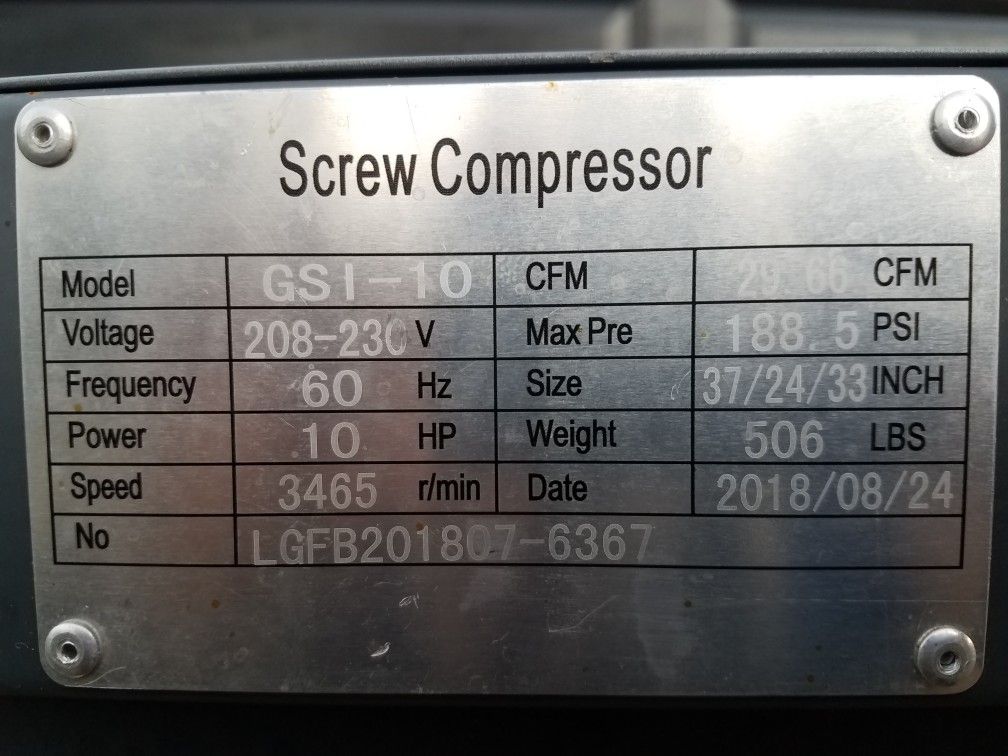 Screw Compressor
Model GSI-10 CFM CFM
Voltage 208-230 V Max Pre 188.5 PSI
Frequency 60 Hz Size 37/24/33 INCH
Power 10 HP Weight 506 LBS
Speed 3465 r/min Date 2018/08/24
No LGFB201807-6367